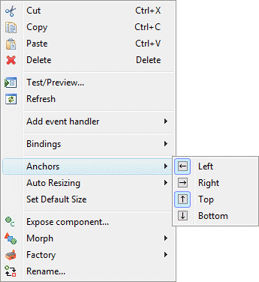 Cut Ctrl+X
Copy Ctrl+C
Paste Ctrl+V
Delete Delete
Test/Preview...
Refresh
Add event handler
Bindings
Anchors
Auto Resizing
Set Default Size
Expose component...
Morph
Factory
Rename...
Left
Right
Top
Bottom